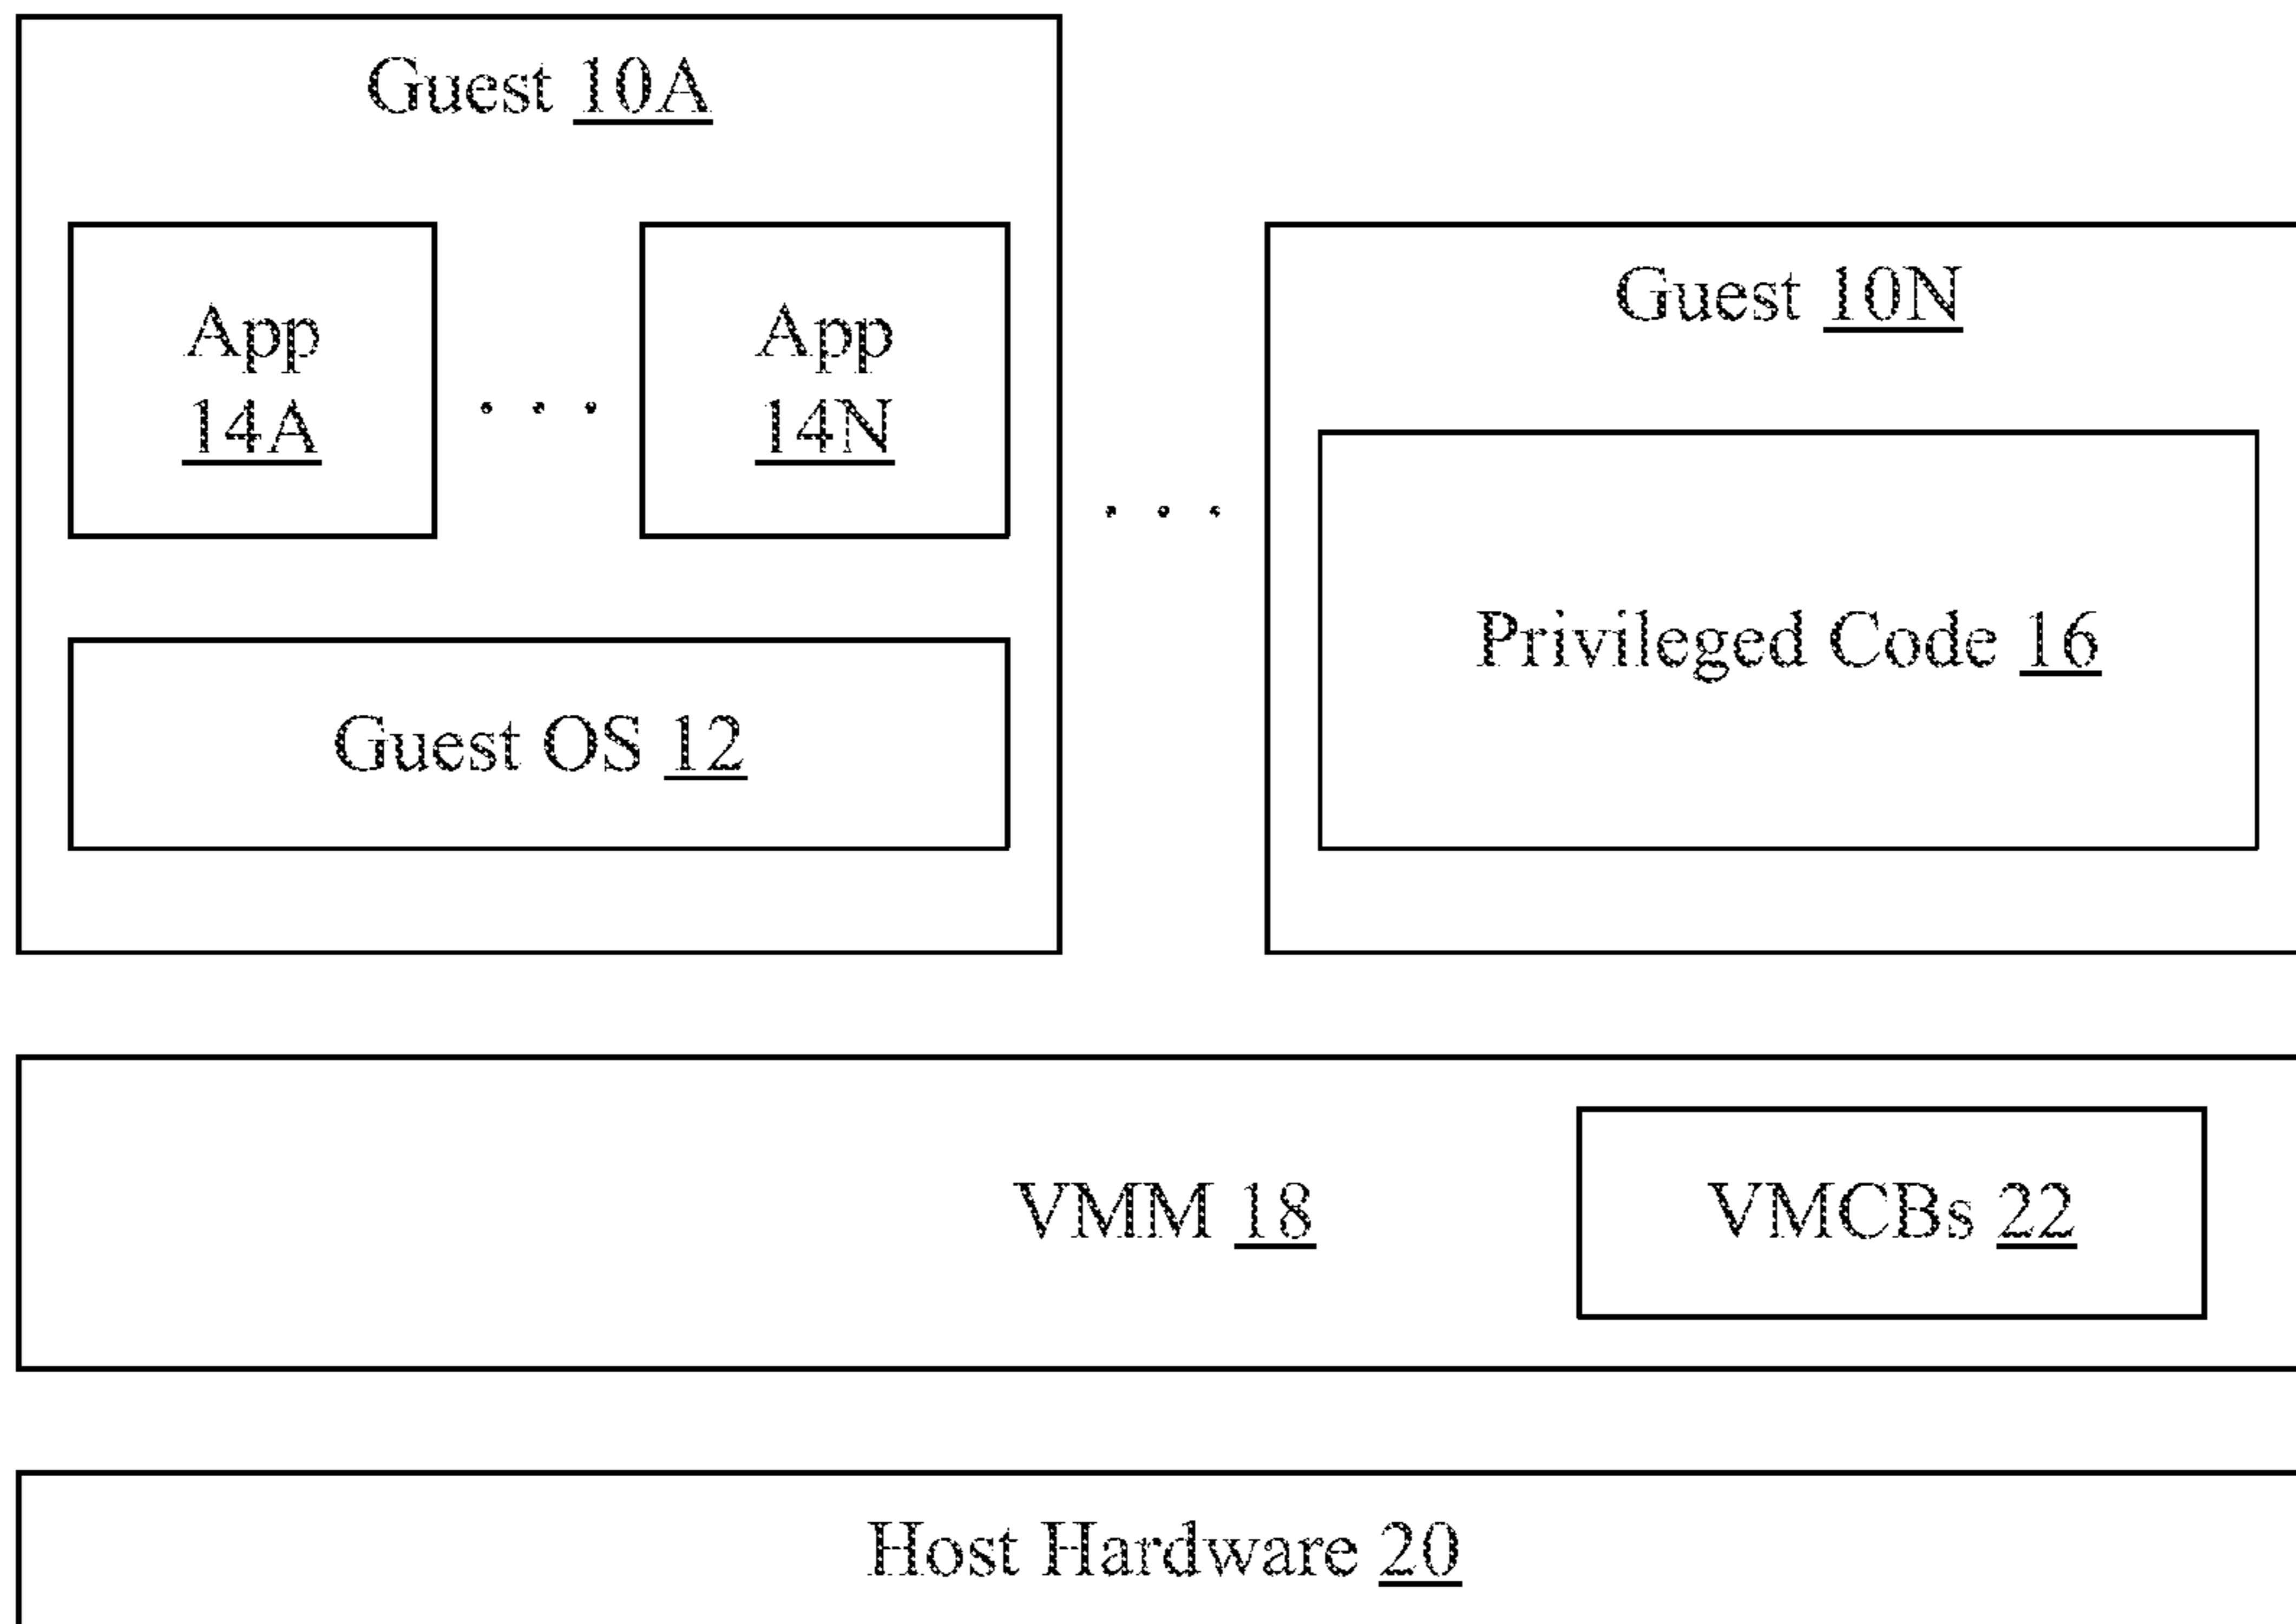 Guest 10A
App
14A
. . .
App
14N
Guest OS 12
. . .
Guest 10N
Privileged Code 16
VMM 18
VMCBs 22
Host Hardware 20